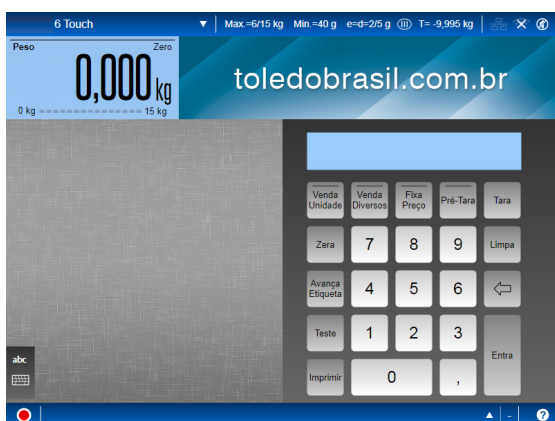 6 Touch ▼ Max.=6/15 kg Min.=40 g e=d=2/5 g (III) T= -9,995 kg
Peso Zero
0,000 kg
0 kg 15 kg
toledobrasil.com.br
Venda Unidade
Venda Diversos
Fixa Preço
Pré-Tara
Tara
Zera
7
8
9
Limpa
Avança Etiqueta
4
5
6
Teste
1
2
3
Entra
Imprimir
0
,
abc
▲ - ?